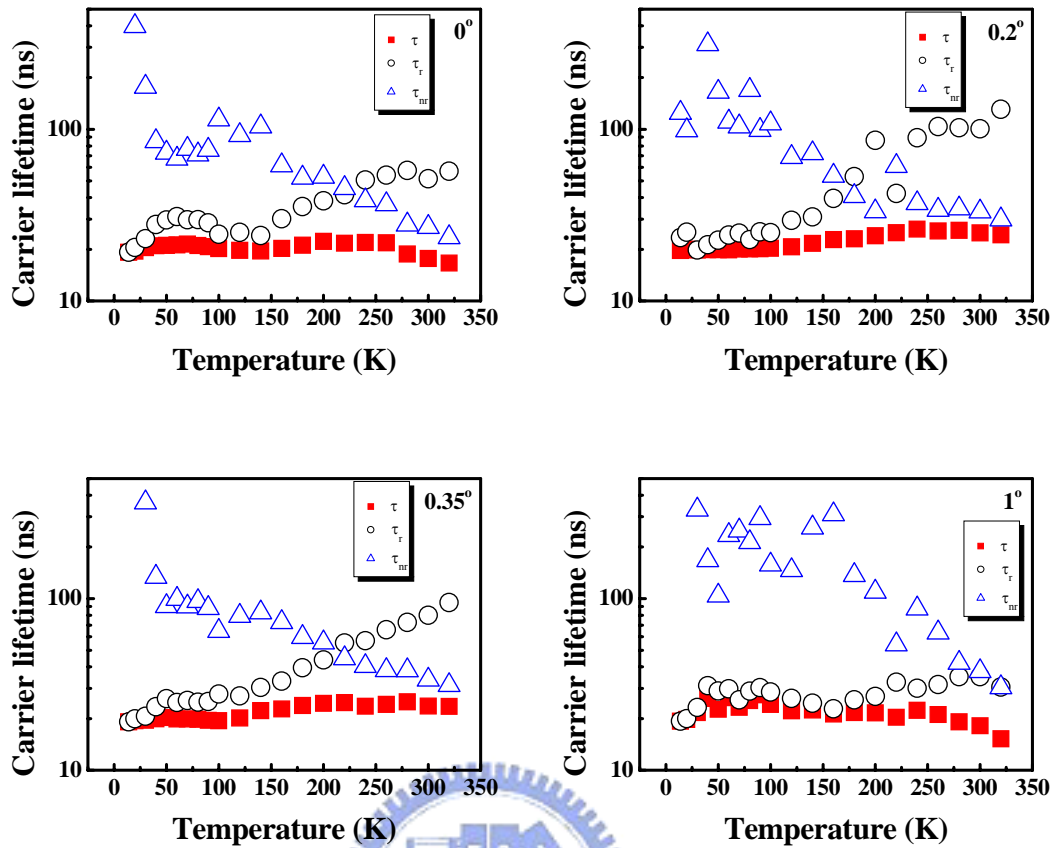 0°
τ
τr
τnr
100
10
Carrier lifetime (ns)
0 50 100 150 200 250 300 350
Temperature (K)
0.2°
τ
τr
τnr
100
10
Carrier lifetime (ns)
0 50 100 150 200 250 300 350
Temperature (K)
0.35°
τ
τr
τnr
100
10
Carrier lifetime (ns)
0 50 100 150 200 250 300 350
Temperature (K)
1°
τ
τr
τnr
100
10
Carrier lifetime (ns)
0 50 100 150 200 250 300 350
Temperature (K)